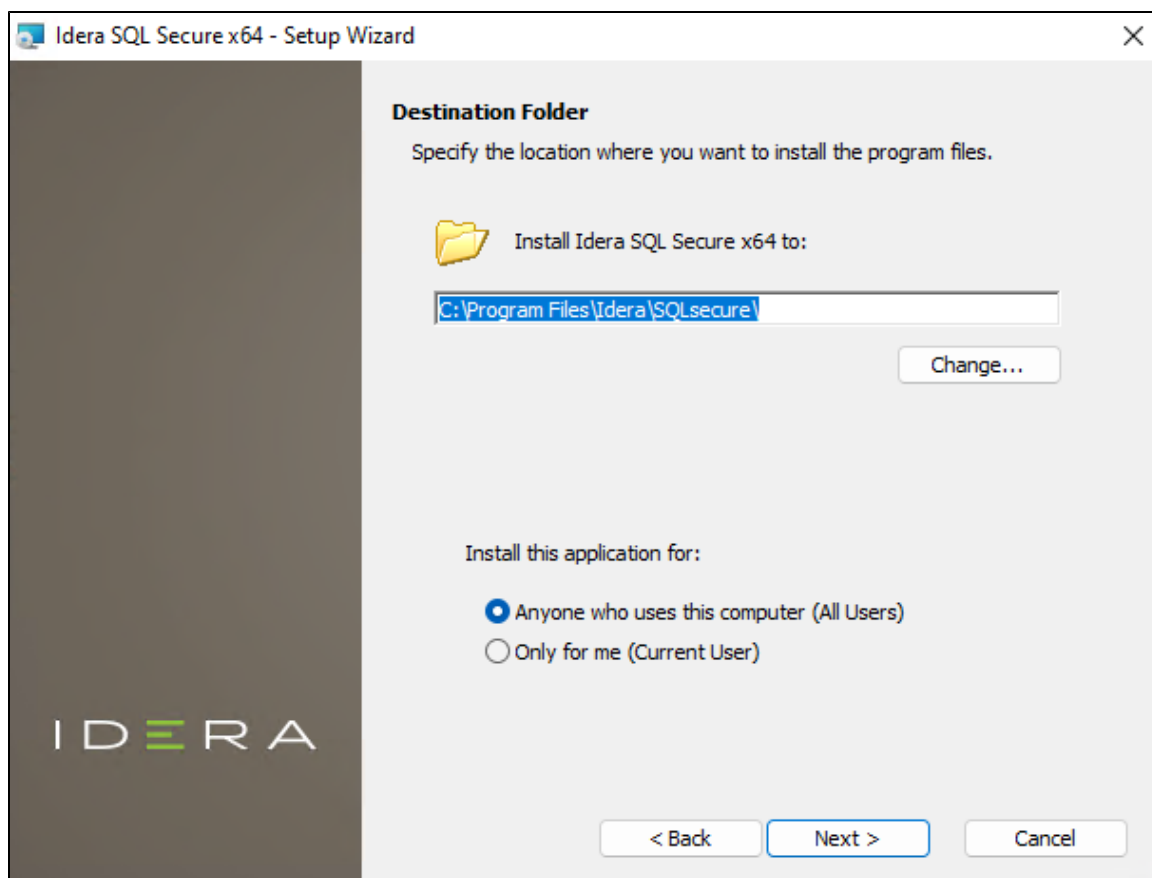 Idera SQL Secure x64 - Setup Wizard
Destination Folder
Specify the location where you want to install the program files.
Install Idera SQL Secure x64 to:
C:\Program Files\Idera\SQLsecure\
Change...
Install this application for:
Anyone who uses this computer (All Users)
Only for me (Current User)
IDERA
< Back
Next >
Cancel